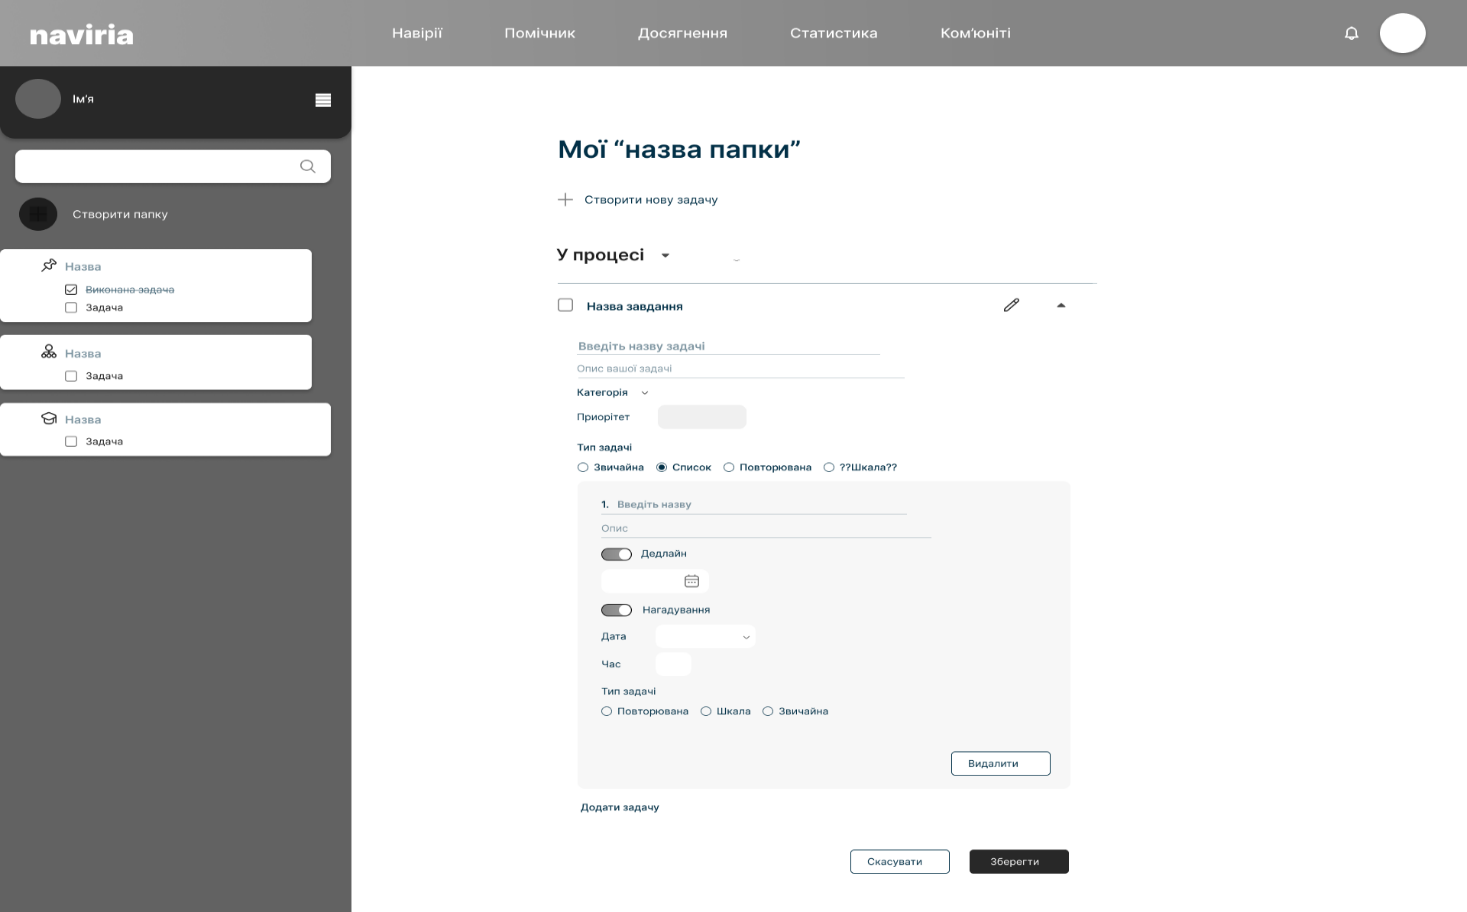 naviria
Навірії Помічник Досягнення Статистика Ком'юніті
Ім'я
Створити папку
Назва
Виконана задача
Задача
Назва
Задача
Назва
Задача
Мої “назва папки”
Створити нову задачу
У процесі
Назва завдання
Введіть назву задачі
Опис вашої задачі
Категорія
Приорітет
Тип задачі
Звичайна Список Повторювана ??Шкала??
1. Введіть назву
Опис
Дедлайн
Нагадування
Дата
Час
Тип задачі
Повторювана Шкала Звичайна
Видалити
Додати задачу
Скасувати Зберегти